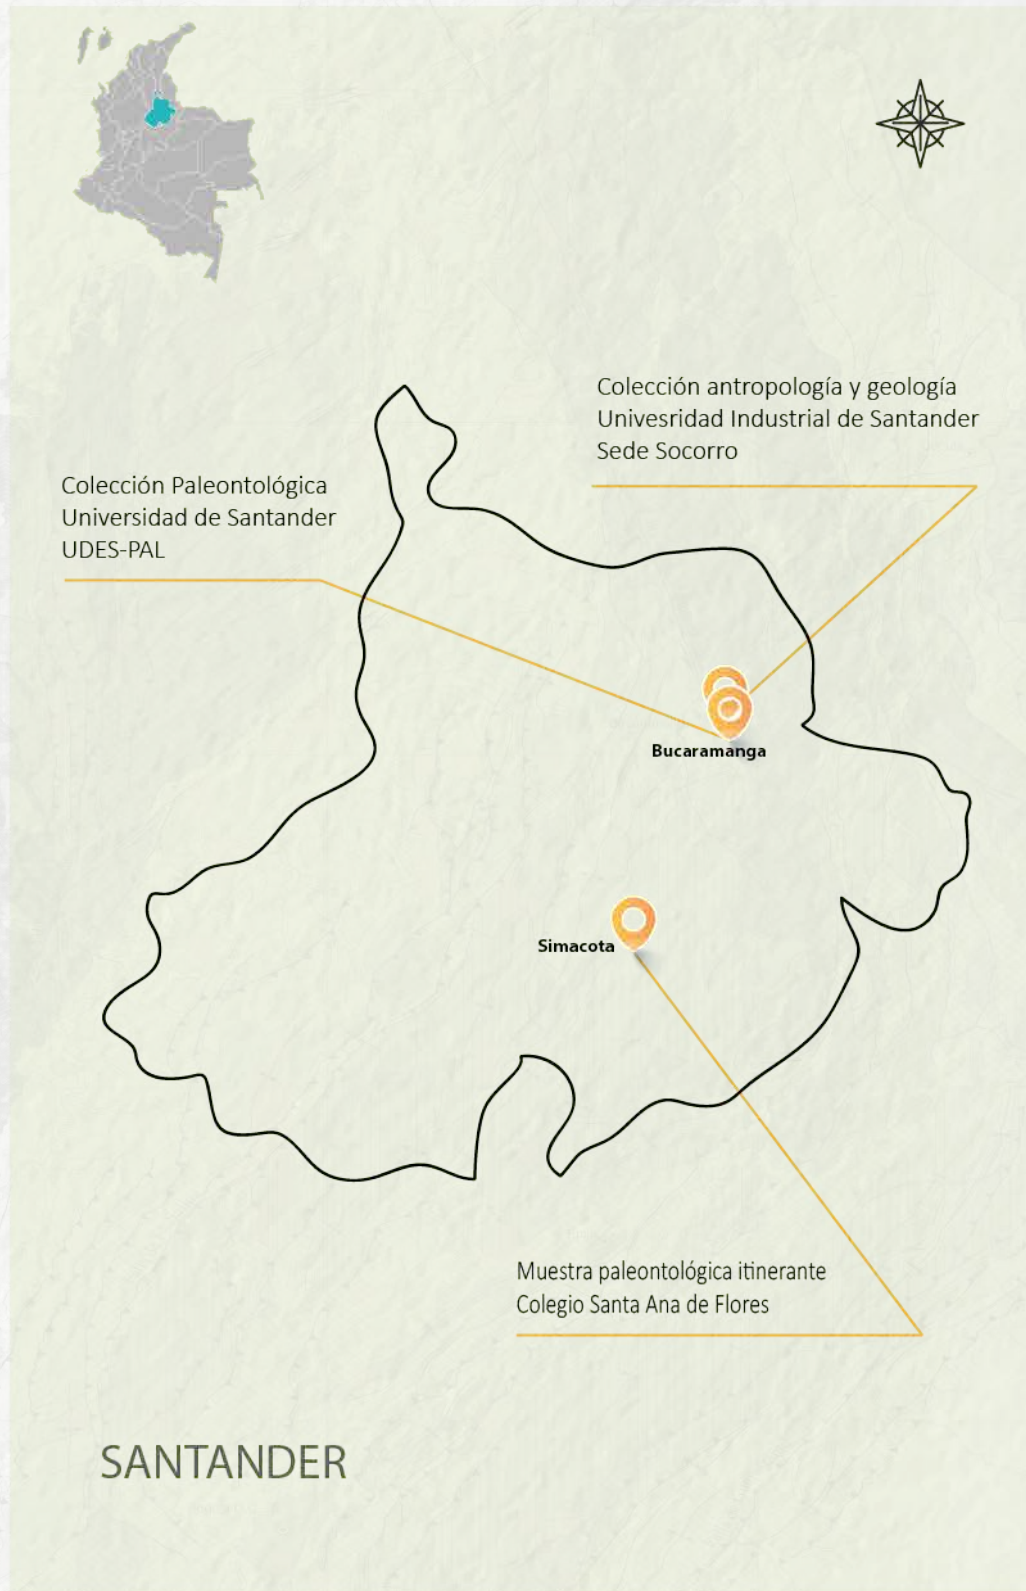 Colección antropología y geología
Univesridad Industrial de Santander
Sede Socorro
Colección Paleontológica
Universidad de Santander
UDES-PAL
Bucaramanga
Simacota
Muestra paleontológica itinerante
Colegio Santa Ana de Flores
SANTANDER